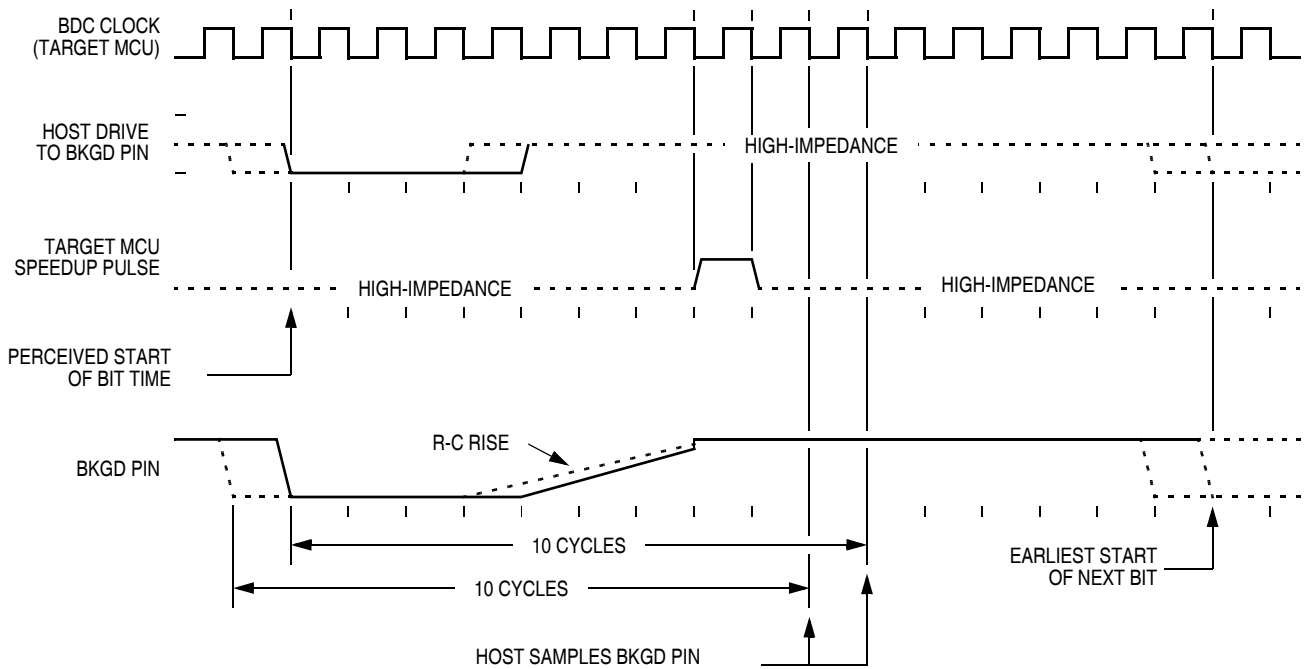 BDC CLOCK
(TARGET MCU)
HOST DRIVE
TO BKGD PIN
HIGH-IMPEDANCE
TARGET MCU
SPEEDUP PULSE
HIGH-IMPEDANCE
HIGH-IMPEDANCE
PERCEIVED START
OF BIT TIME
R-C RISE
BKGD PIN
10 CYCLES
EARLIEST START
OF NEXT BIT
10 CYCLES
HOST SAMPLES BKGD PIN